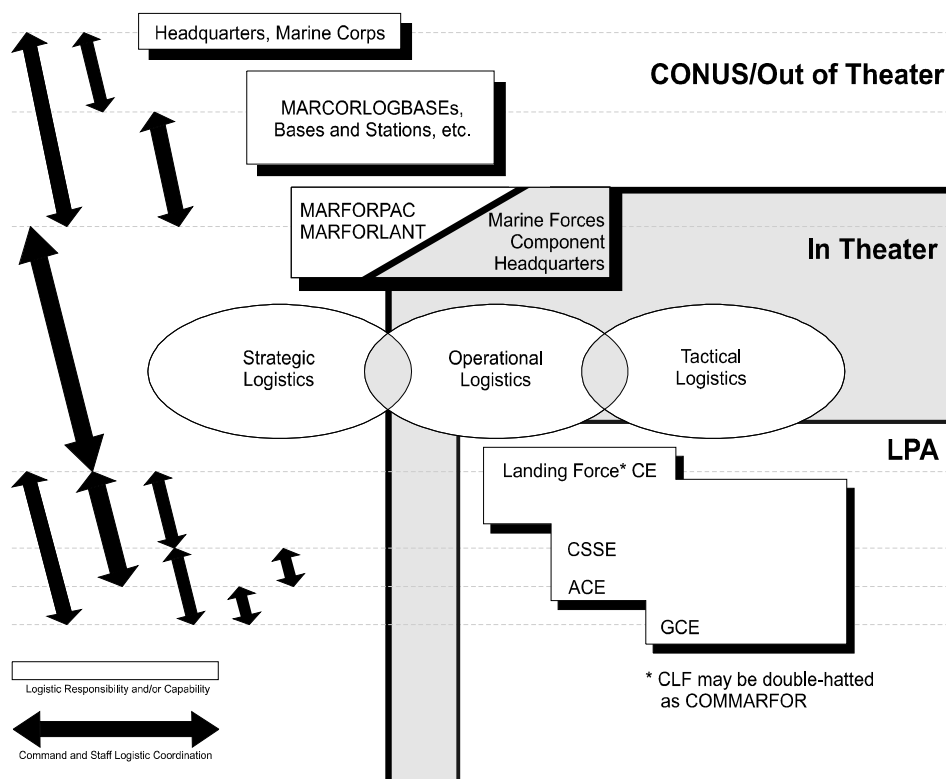 Headquarters, Marine Corps
CONUS/Out of Theater
MARCORLOGBASEs,
Bases and Stations, etc.
MARFORPAC
MARFORLANT
Marine Forces
Component
Headquarters
In Theater
Strategic
Logistics
Operational
Logistics
Tactical
Logistics
LPA
Landing Force* CE
CSSE
ACE
GCE
Logistic Responsibility and/or Capability
* CLF may be double-hatted
as COMMARFOR
Command and Staff Logistic Coordination